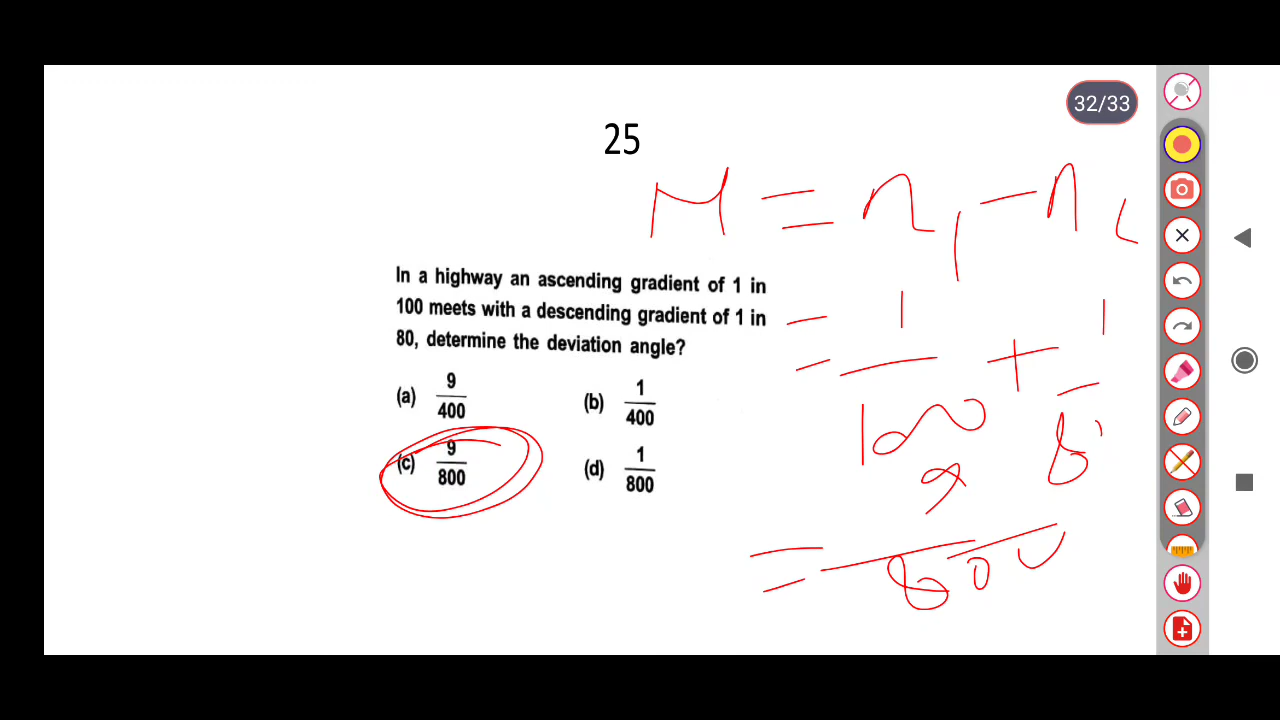 32/33
25
M = n1 - n2
In a highway an ascending gradient of 1 in
100 meets with a descending gradient of 1 in
80, determine the deviation angle?
= 1/100 + 1/8
(a) 9/400 (b) 1/400
(c) 9/800 (d) 1/800
= 9/800